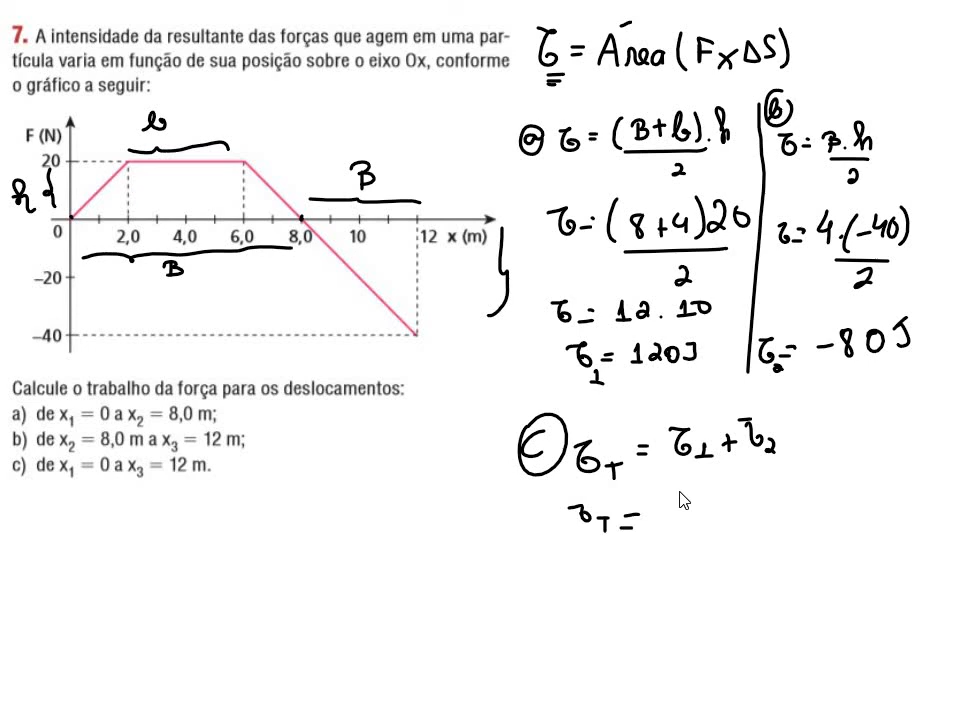 7. A intensidade da resultante das forças que agem em uma par-
tícula varia em função de sua posição sobre o eixo Ox, conforme
o gráfico a seguir:
F (N)
20
0
–20
–40
2,0 4,0 6,0 8,0 10 12 x (m)
h
b
B
B
Calcule o trabalho da força para os deslocamentos:
a) de x₁ = 0 a x₂ = 8,0 m;
b) de x₂ = 8,0 m a x₃ = 12 m;
c) de x₁ = 0 a x₃ = 12 m.
τ = Área (F x ΔS)
a) τ = (B + b) . h / 2
τ = (8 + 4) 20 / 2
τ = 12 . 10
τ₁ = 120 J
b) τ = B . h / 2
τ = 4 . (-40) / 2
τ₂ = -80 J
C τT = τ₁ + τ₂
τT =